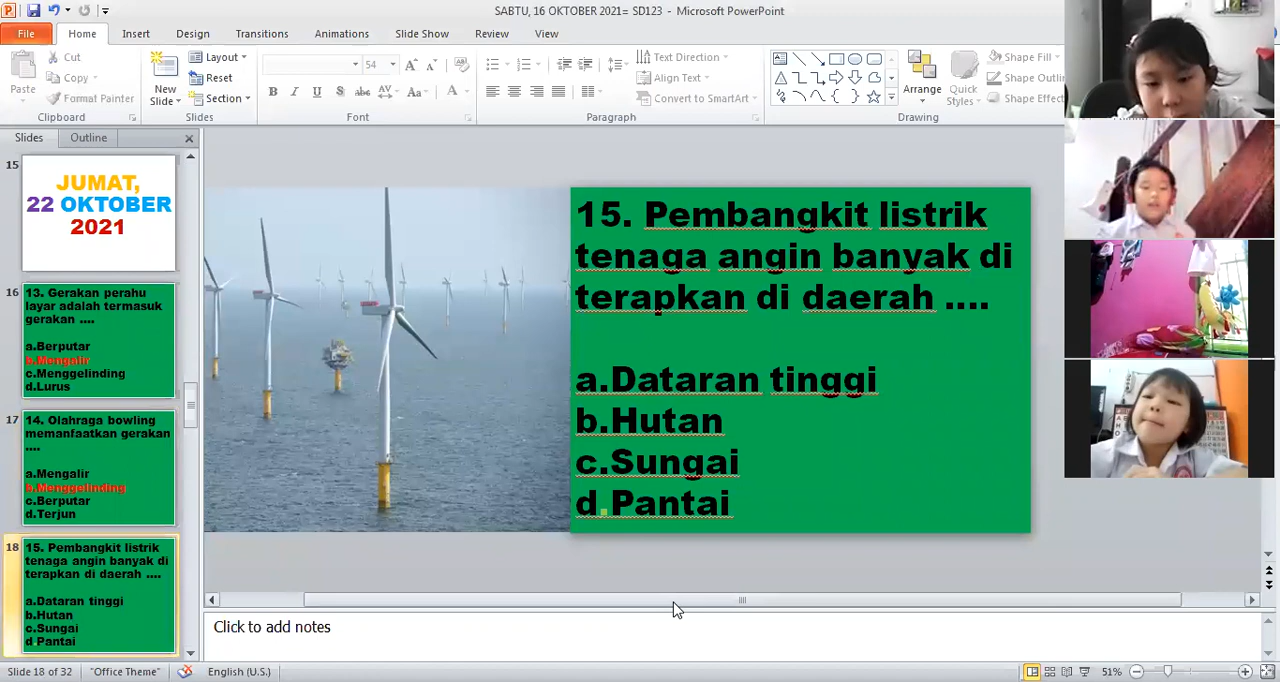 SABTU, 16 OKTOBER 2021= SD123 - Microsoft PowerPoint
File Home Insert Design Transitions Animations Slide Show Review View
Paste
Cut
Copy
Format Painter
Clipboard
New Slide
Layout
Reset
Section
Slides
54
B I U S abc AV Aa A
Font
Text Direction
Align Text
Convert to SmartArt
Paragraph
Arrange
Quick Styles
Shape Fill
Shape Outlin
Shape Effect
Drawing
Slides Outline
15
JUMAT,
22 OKTOBER
2021
16
13. Gerakan perahu
layar adalah termasuk
gerakan ....
a.Berputar
b.Mengalir
c.Menggelinding
d.Lurus
17
14. Olahraga bowling
memanfaatkan gerakan
....
a.Mengalir
b.Menggelinding
c.Berputar
d.Terjun
18
15. Pembangkit listrik
tenaga angin banyak di
terapkan di daerah ....
a.Dataran tinggi
b.Hutan
c.Sungai
d Pantai
15. Pembangkit listrik
tenaga angin banyak di
terapkan di daerah ....
a.Dataran tinggi
b.Hutan
c.Sungai
d.Pantai
Click to add notes
Slide 18 of 32 "Office Theme" English (U.S.) 51%